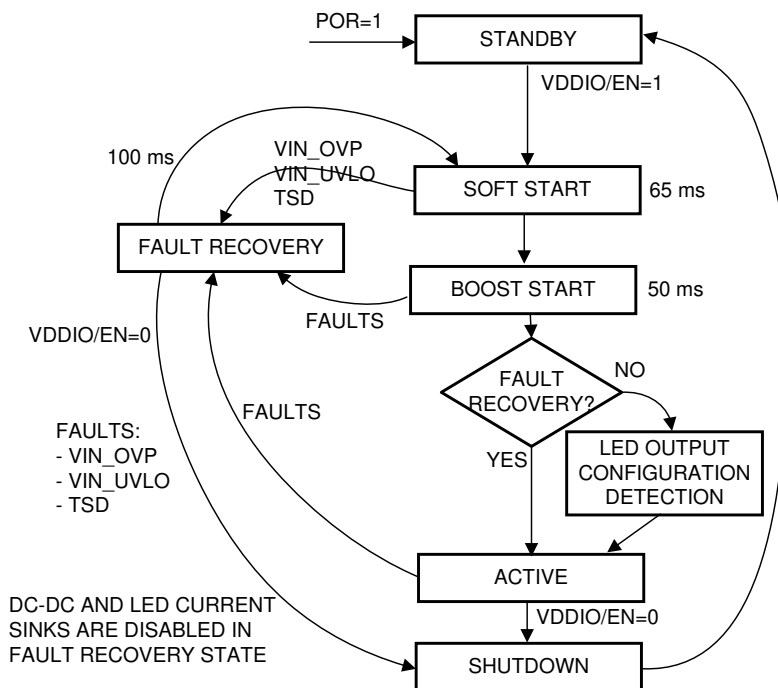 POR=1
STANDBY
VDDIO/EN=1
100 ms
VIN_OVP
VIN_UVLO
TSD
SOFT START
65 ms
FAULT RECOVERY
BOOST START
50 ms
FAULTS
VDDIO/EN=0
FAULT
RECOVERY?
NO
YES
FAULTS
LED OUTPUT
CONFIGURATION
DETECTION
FAULTS:
- VIN_OVP
- VIN_UVLO
- TSD
ACTIVE
VDDIO/EN=0
DC-DC AND LED CURRENT
SINKS ARE DISABLED IN
FAULT RECOVERY STATE
SHUTDOWN